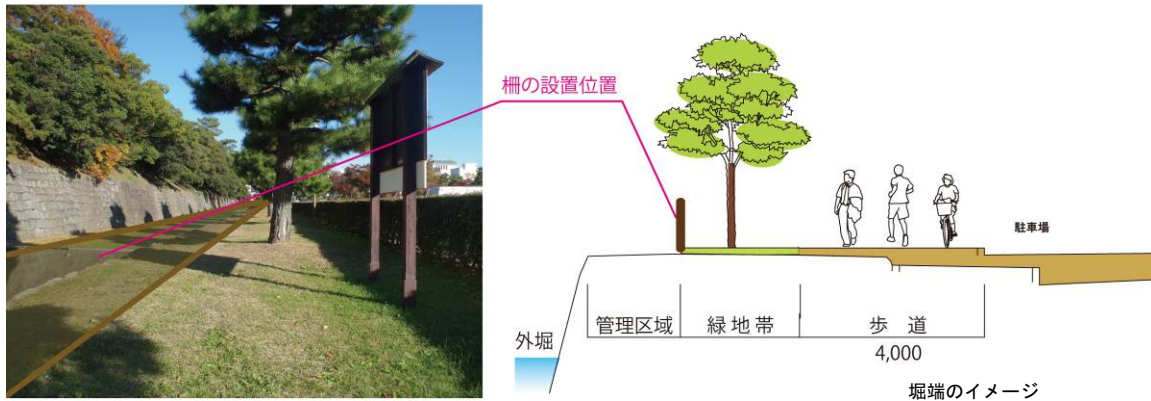 柵の設置位置
駐車場
管理区域
緑地帯
歩 道
外堀
4,000
堀端のイメージ